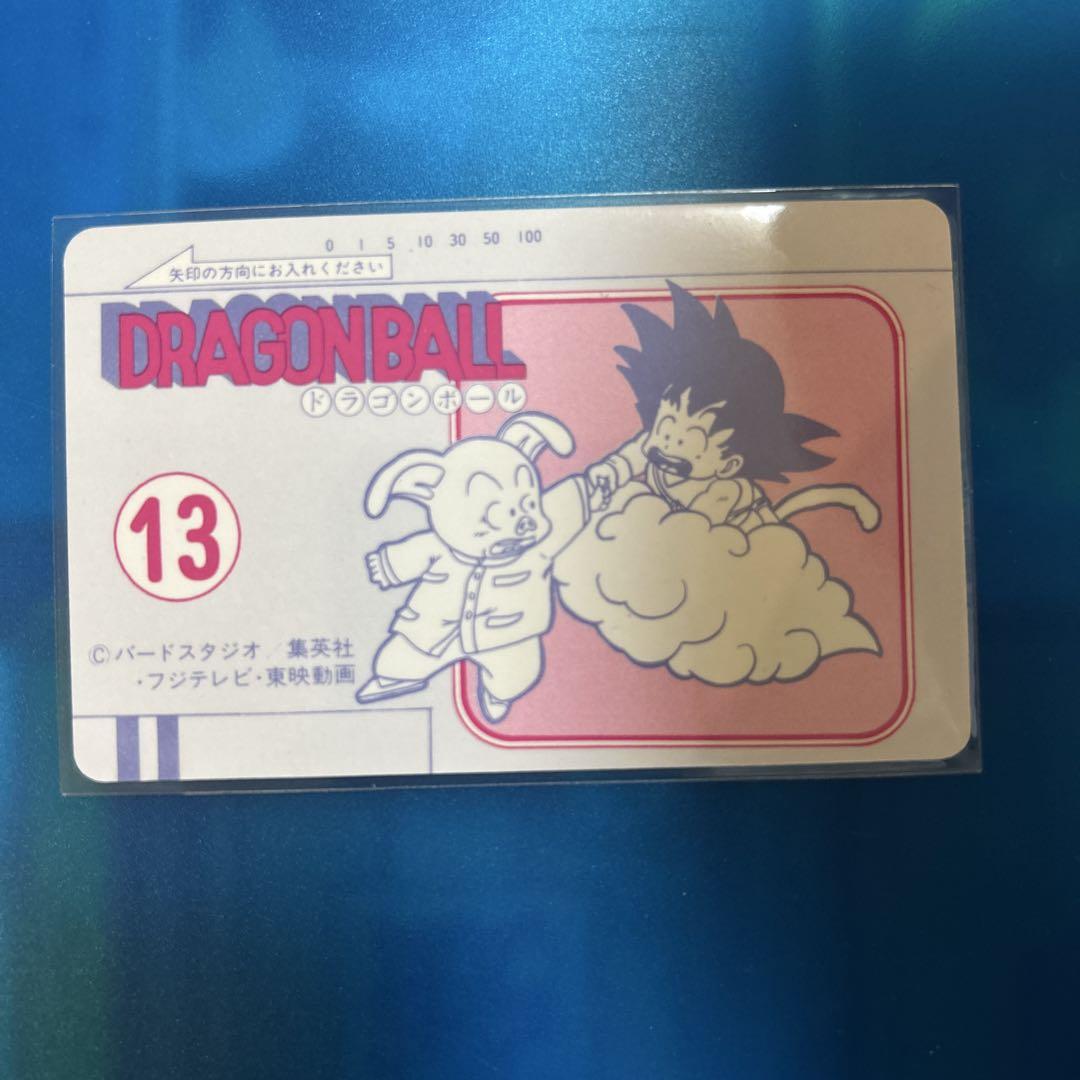 0 1 5 10 30 50 100
矢印の方向にお入れください
DRAGONBALL
ドラゴンボール
13
©バードスタジオ/集英社
・フジテレビ・東映動画